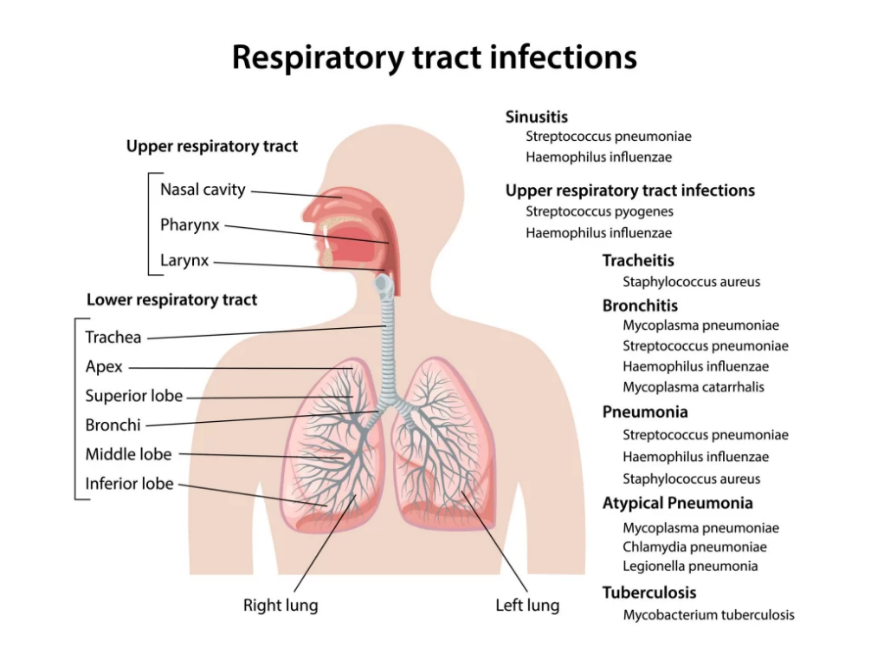 Respiratory tract infections
Upper respiratory tract
Nasal cavity
Pharynx
Larynx
Lower respiratory tract
Trachea
Apex
Superior lobe
Bronchi
Middle lobe
Inferior lobe
Right lung
Left lung
Sinusitis
Streptococcus pneumoniae
Haemophilus influenzae
Upper respiratory tract infections
Streptococcus pyogenes
Haemophilus influenzae
Tracheitis
Staphylococcus aureus
Bronchitis
Mycoplasma pneumoniae
Streptococcus pneumoniae
Haemophilus influenzae
Mycoplasma catarrhalis
Pneumonia
Streptococcus pneumoniae
Haemophilus influenzae
Staphylococcus aureus
Atypical Pneumonia
Mycoplasma pneumoniae
Chlamydia pneumoniae
Legionella pneumonia
Tuberculosis
Mycobacterium tuberculosis